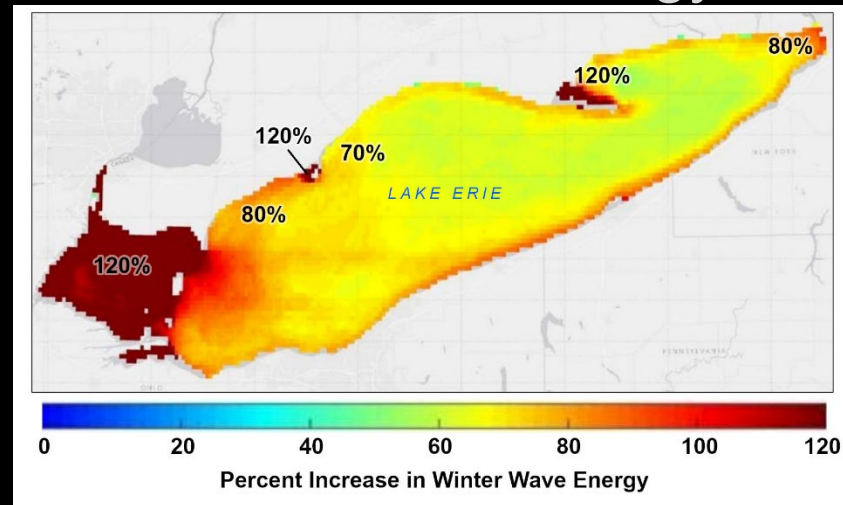 80%
120%
120%
70%
LAKE ERIE
80%
120%
NEW YORK
PENNSYLVANIA
OHIO
0 20 40 60 80 100 120
Percent Increase in Winter Wave Energy